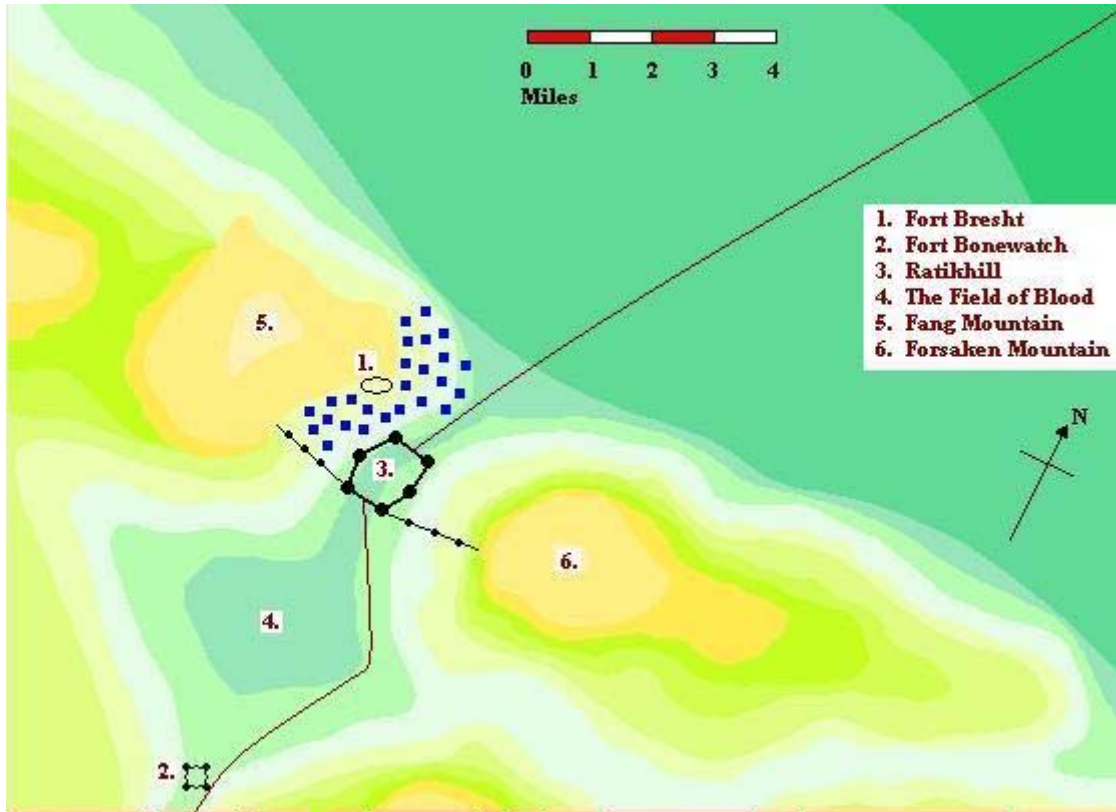 0 1 2 3 4
Miles
1. Fort Bresht
2. Fort Bonewatch
3. Ratikhill
4. The Field of Blood
5. Fang Mountain
6. Forsaken Mountain
5.
1.
N
3.
6.
4.
2.